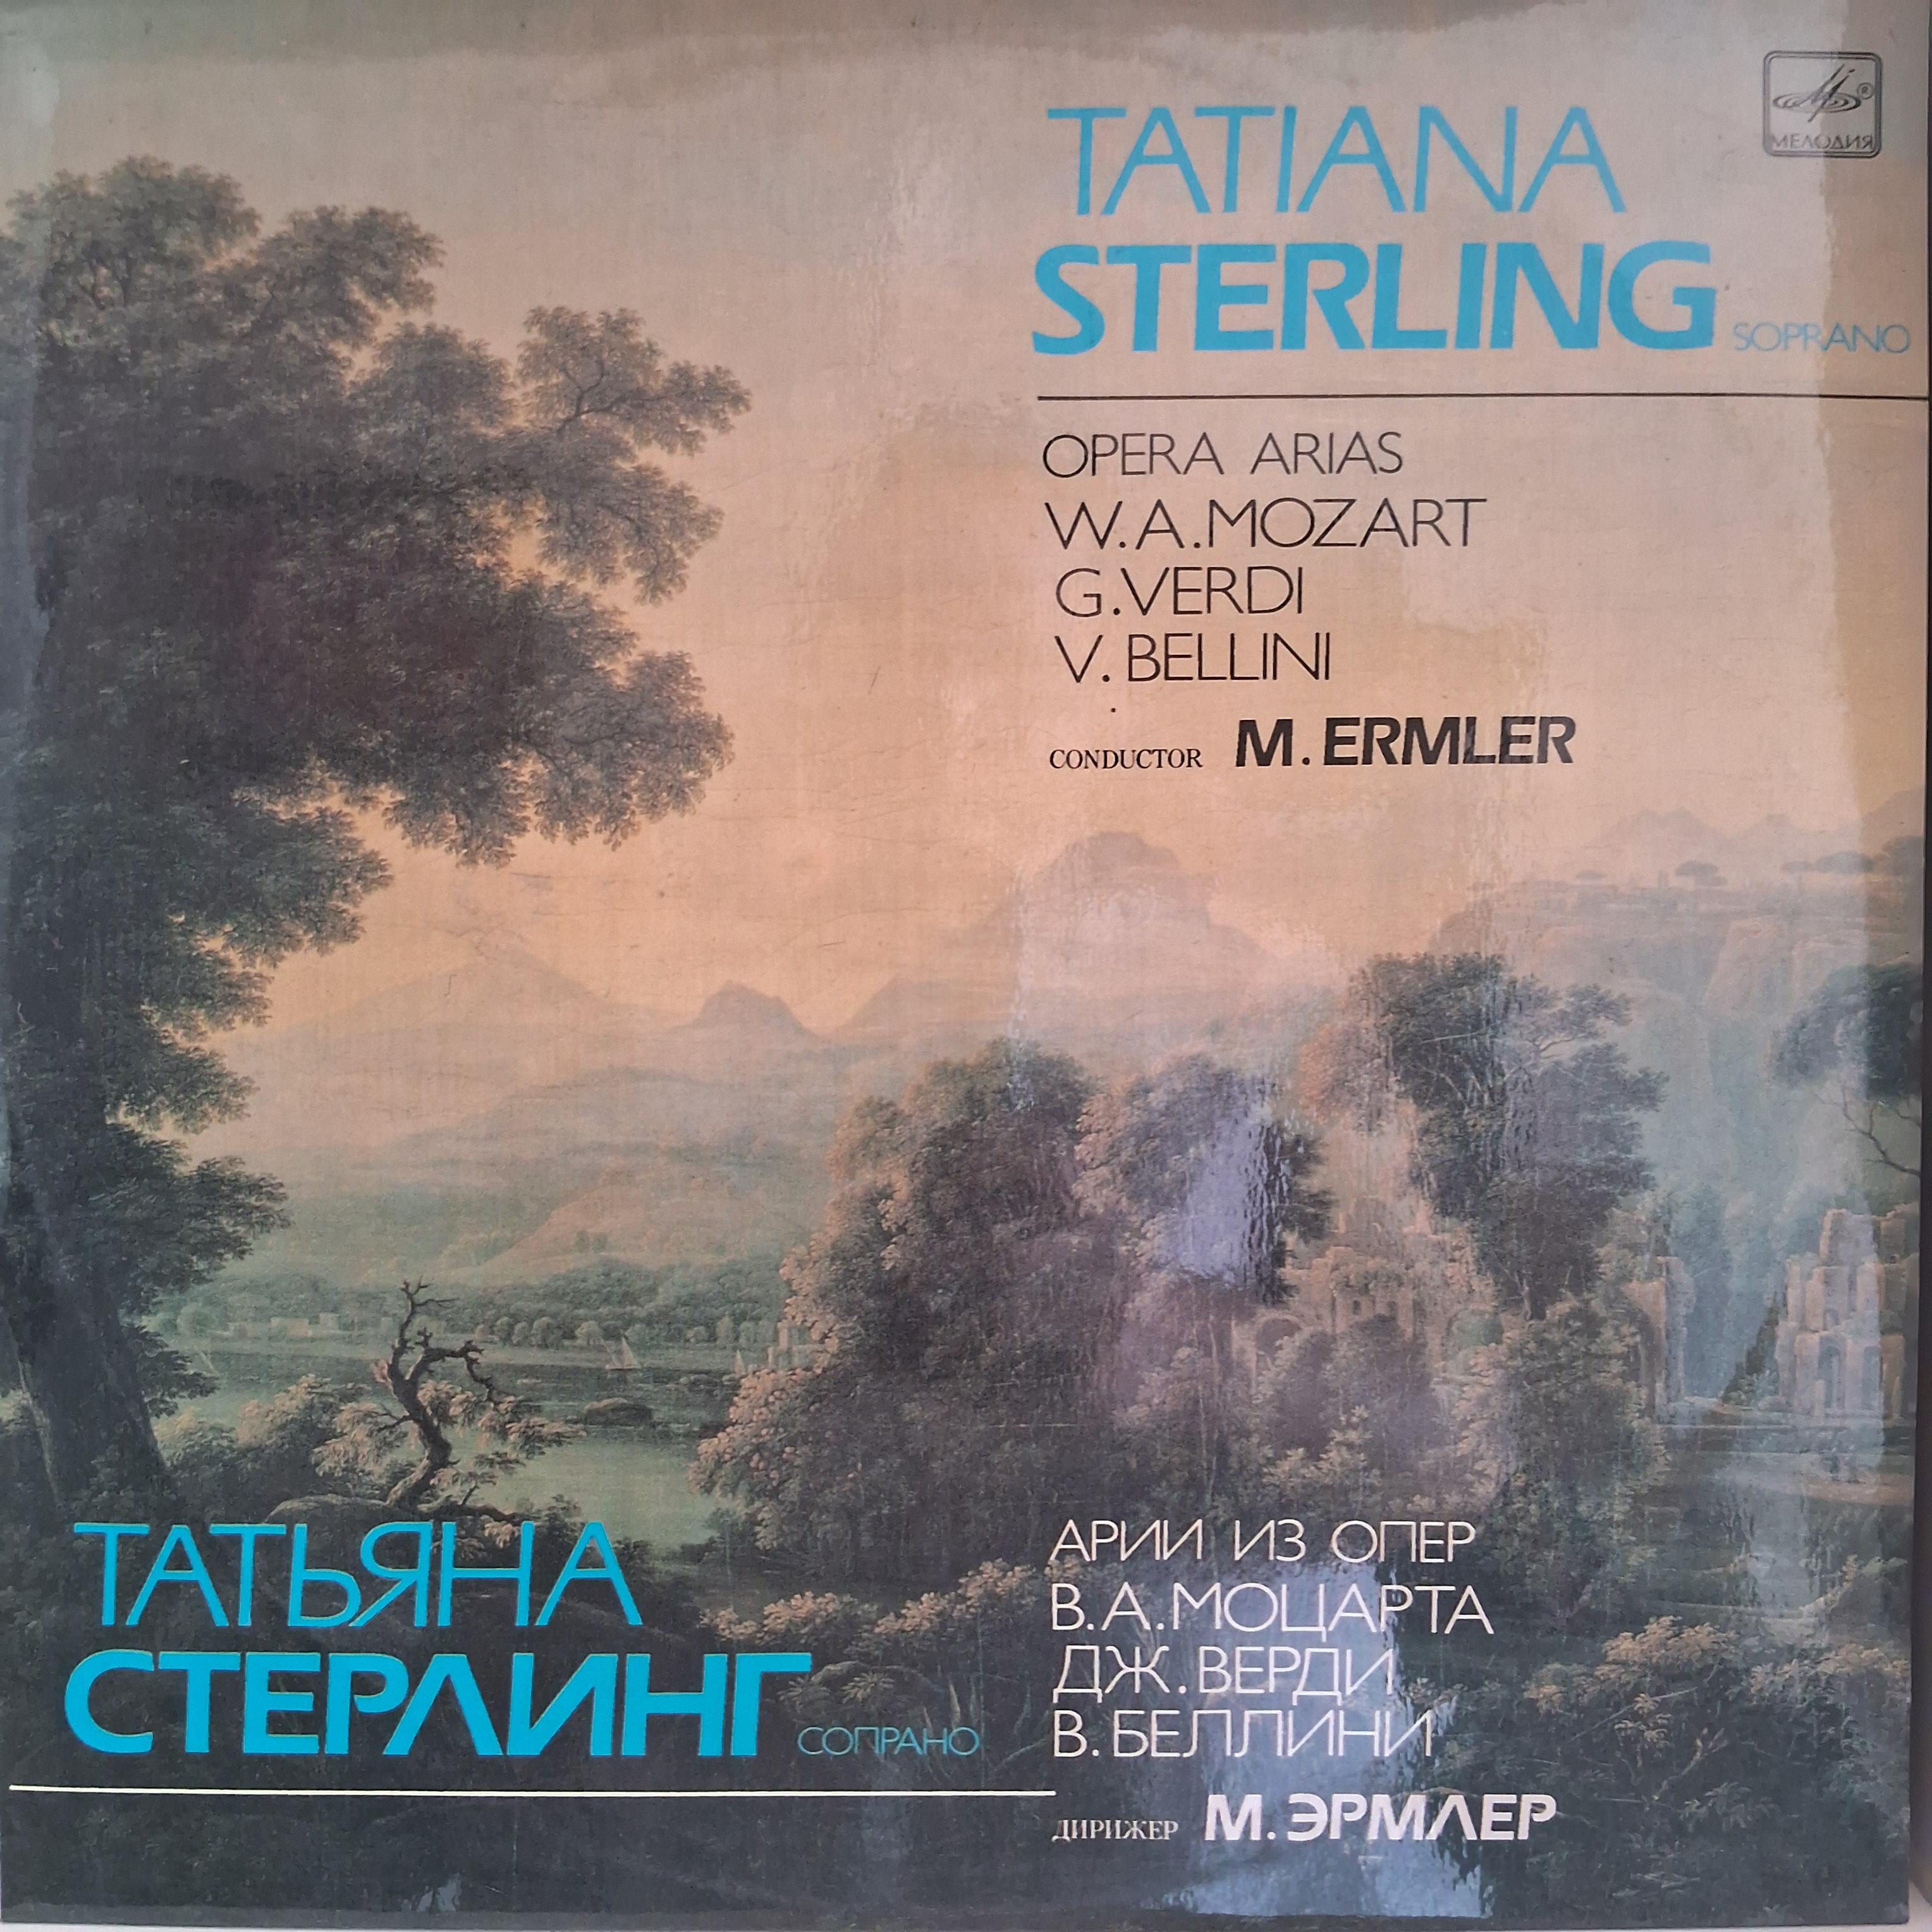 МЕЛОДИЯ
TATIANA
STERLING SOPRANO
OPERA ARIAS
W.A.MOZART
G.VERDI
V.BELLINI
CONDUCTOR M.ERMLER
ТАТЬЯНА
СТЕРЛИНГ СОПРАНО
АРИИ ИЗ ОПЕР
В.А.МОЦАРТА
ДЖ.ВЕРДИ
В.БЕЛЛИНИ
ДИРИЖЕР М.ЭРМЛЕР